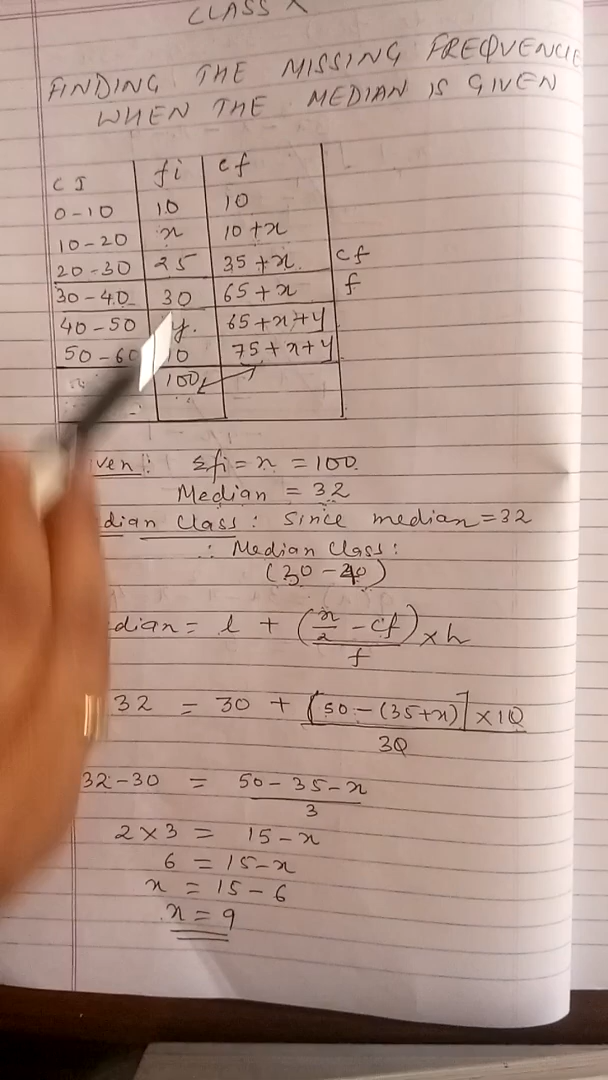 CLASS X
FINDING THE MISSING FREQUENCIE
WHEN THE MEDIAN IS GIVEN
CI fi cf
0-10 10 10
10-20 x 10+x
20-30 25 35+x cf
30-40 30 65+x f
40-50 y. 65+x+y
50-60 10 75+x+y
100
ven: Σfi = n = 100.
Median = 32
dian Class: Since median = 32
∴ Median Class:
(30-40)
dian = l + (n/2 - cf)/f × h
32 = 30 + [50-(35+x)]/30 × 10
32-30 = (50-35-x)/3
2×3 = 15-x
6 = 15-x
x = 15-6
x = 9